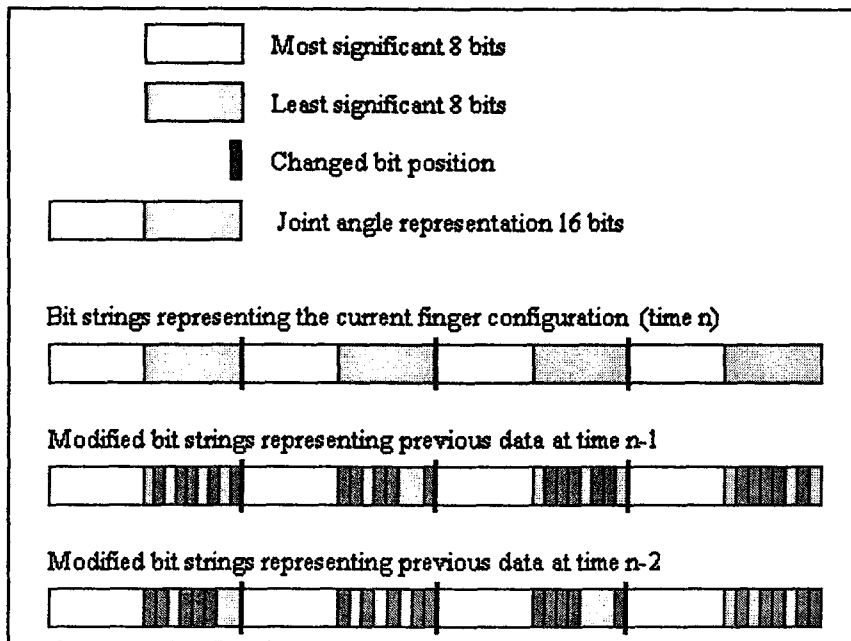 Most significant 8 bits
Least significant 8 bits
Changed bit position
Joint angle representation 16 bits
Bit strings representing the current finger configuration (time n)
Modified bit strings representing previous data at time n-1
Modified bit strings representing previous data at time n-2